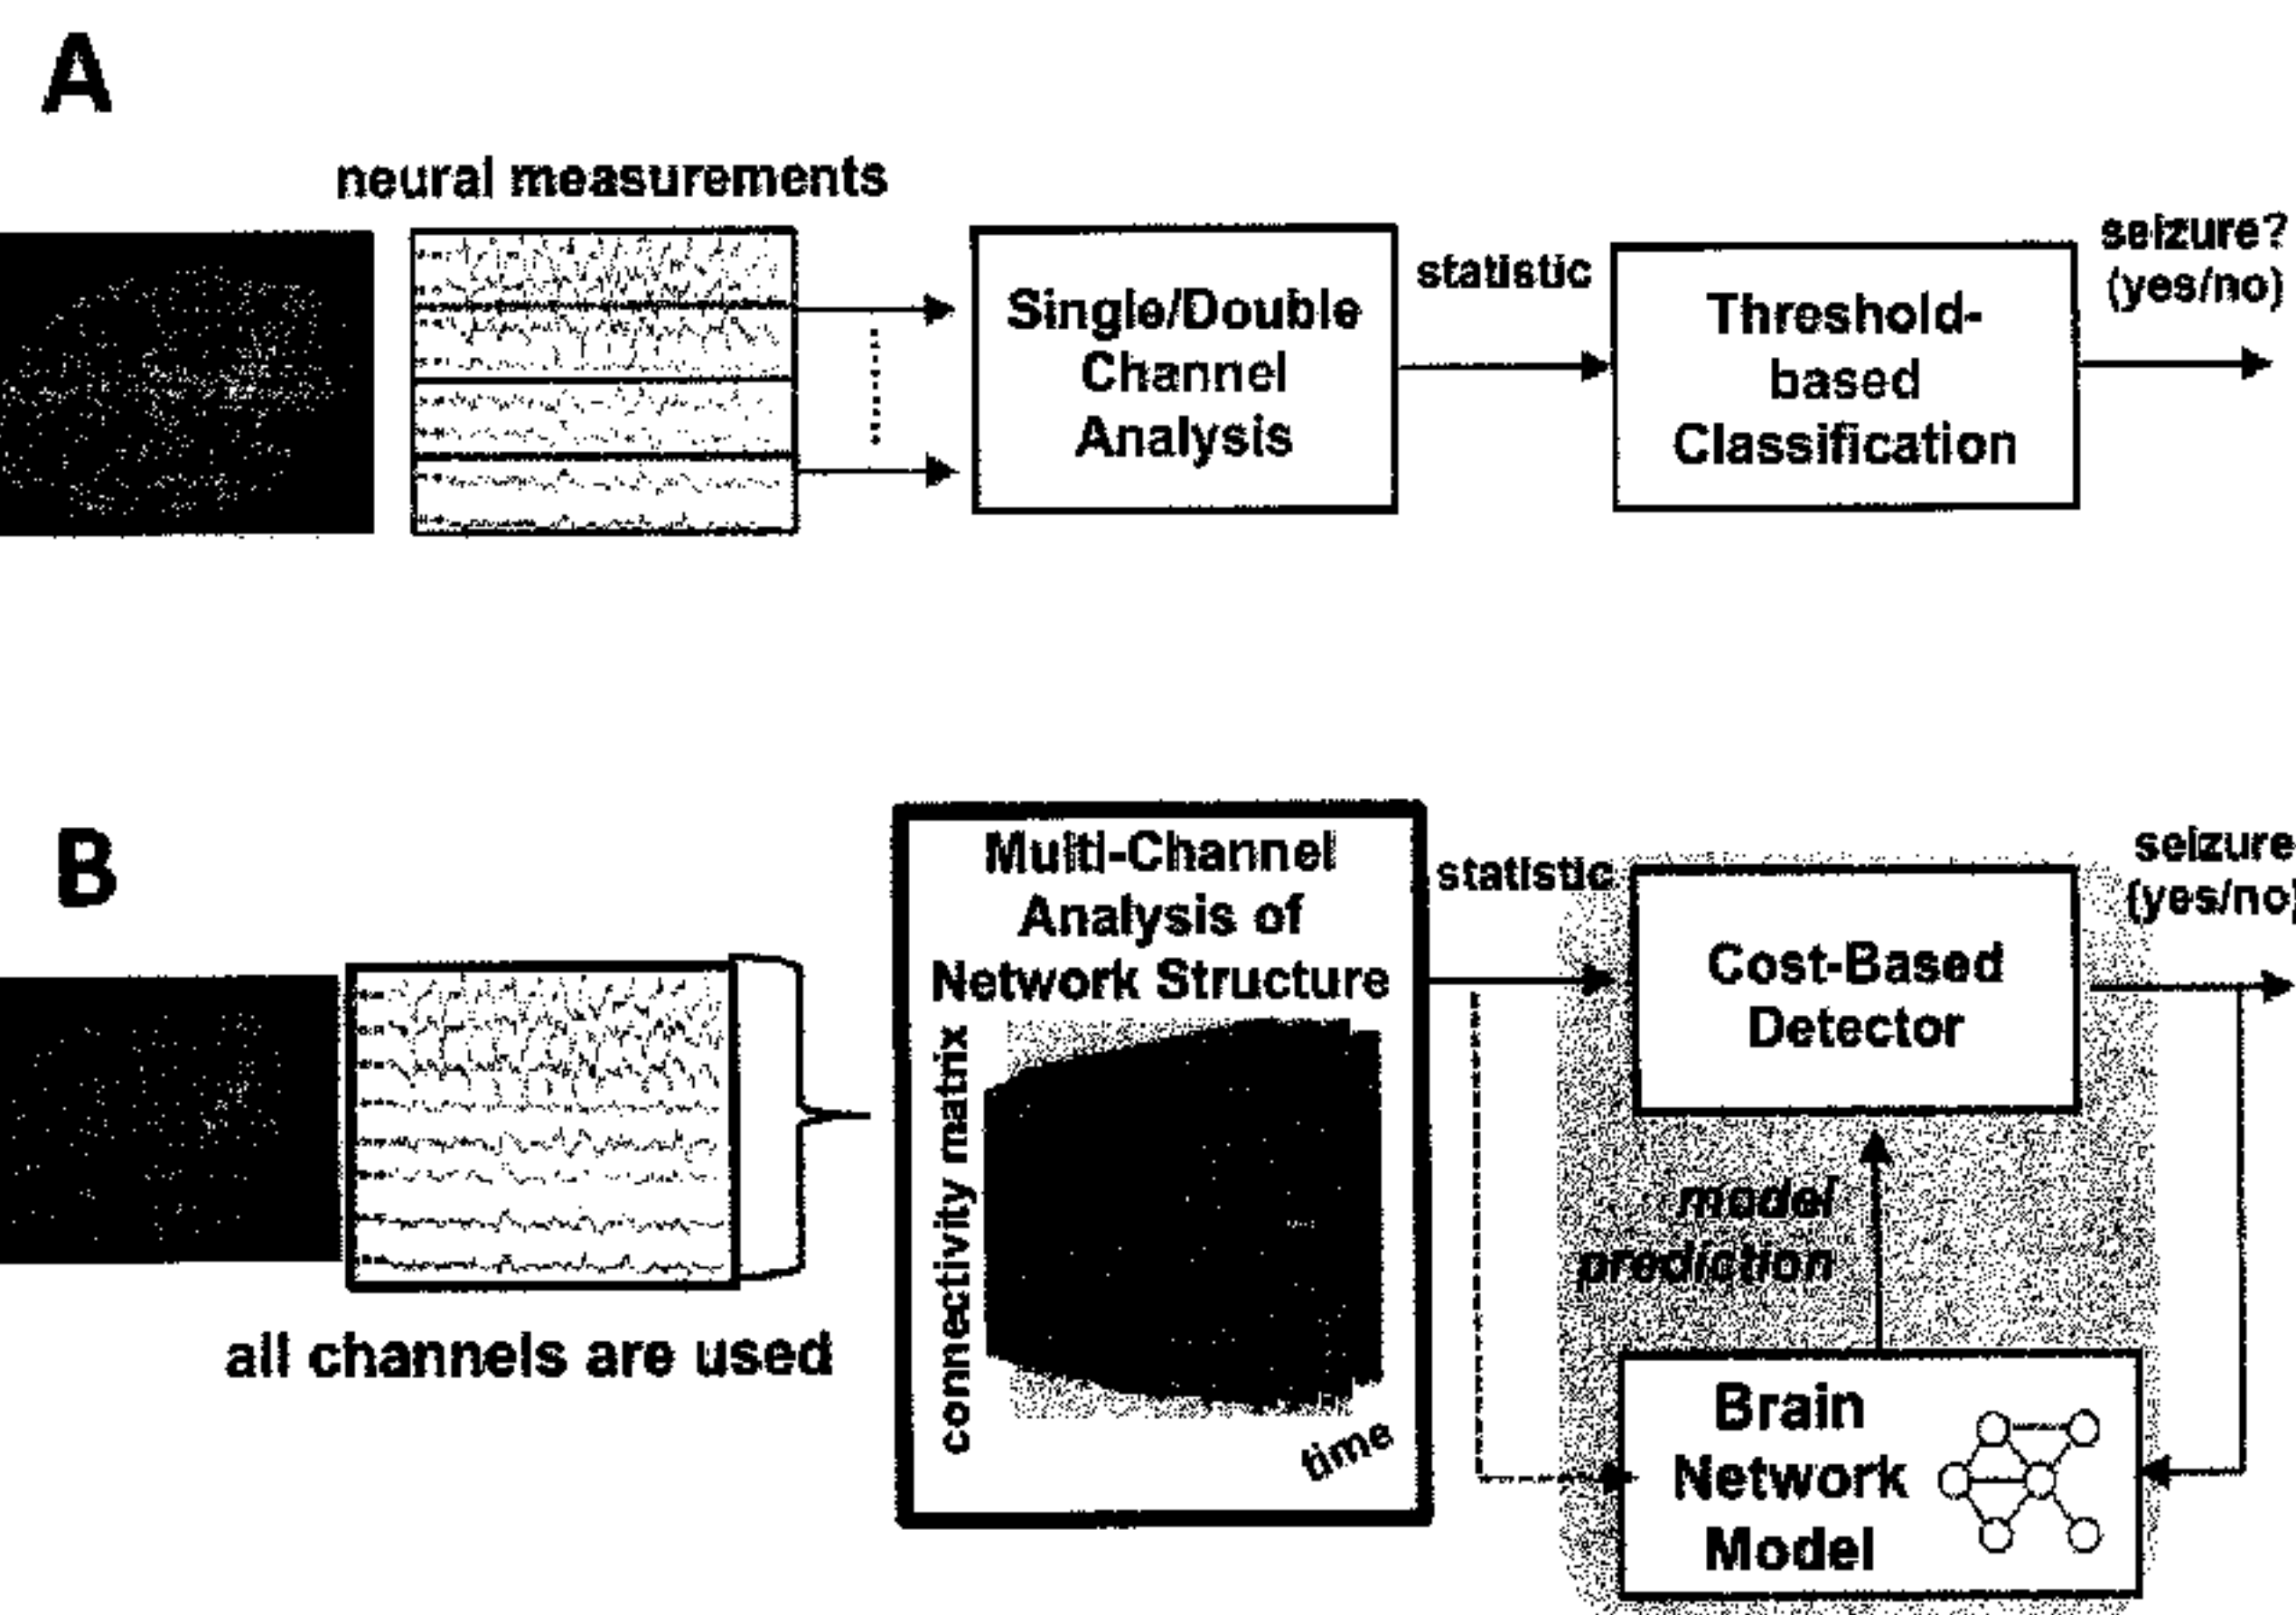 A
neural measurements
Single/Double
Channel
Analysis
statistic
Threshold-
based
Classification
seizure?
(yes/no)
B
all channels are used
Multi-Channel
Analysis of
Network Structure
connectivity matrix
time
statistic
Cost-Based
Detector
seizure
(yes/no)
model
prediction
Brain
Network
Model